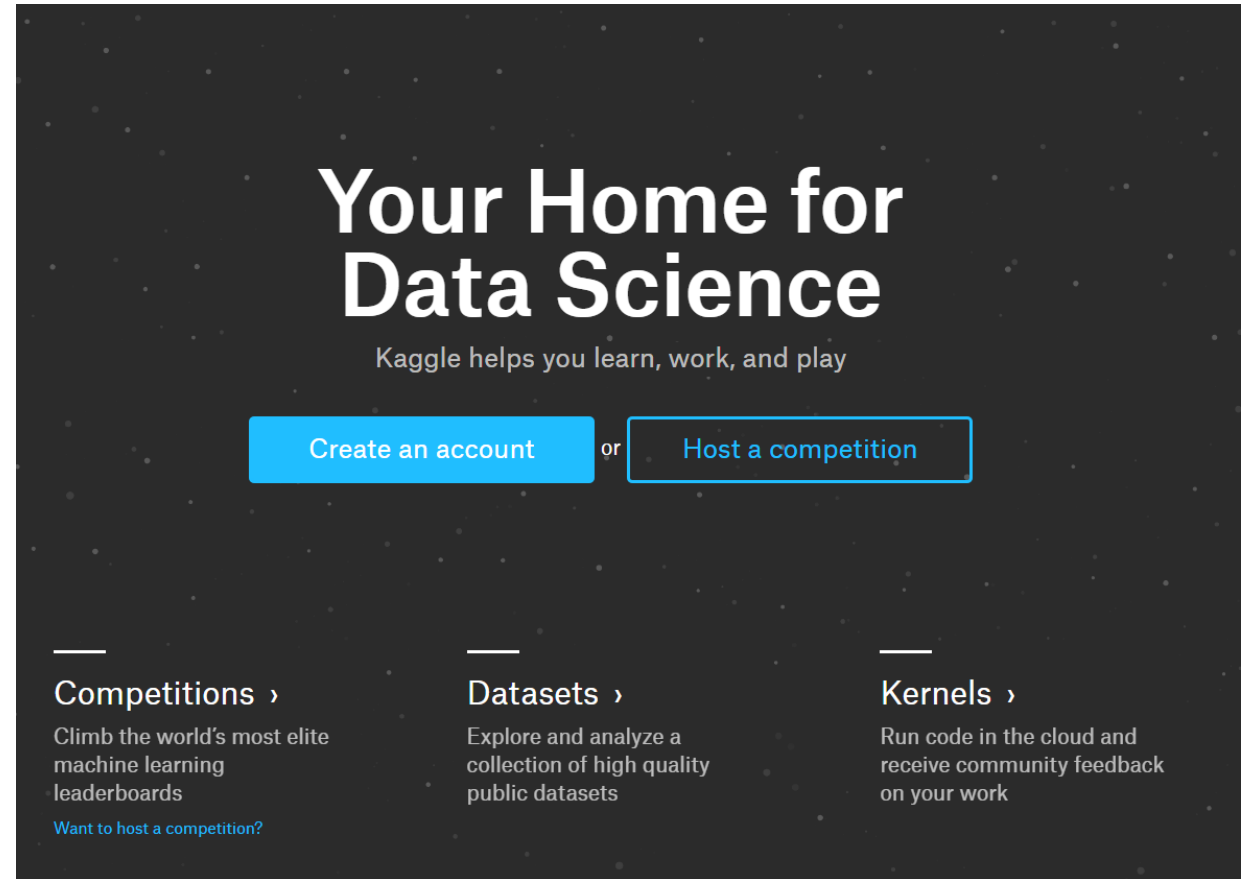 Your Home for
Data Science
Kaggle helps you learn, work, and play
Create an account or Host a competition
Competitions ›
Climb the world’s most elite
machine learning
leaderboards
Want to host a competition?
Datasets ›
Explore and analyze a
collection of high quality
public datasets
Kernels ›
Run code in the cloud and
receive community feedback
on your work